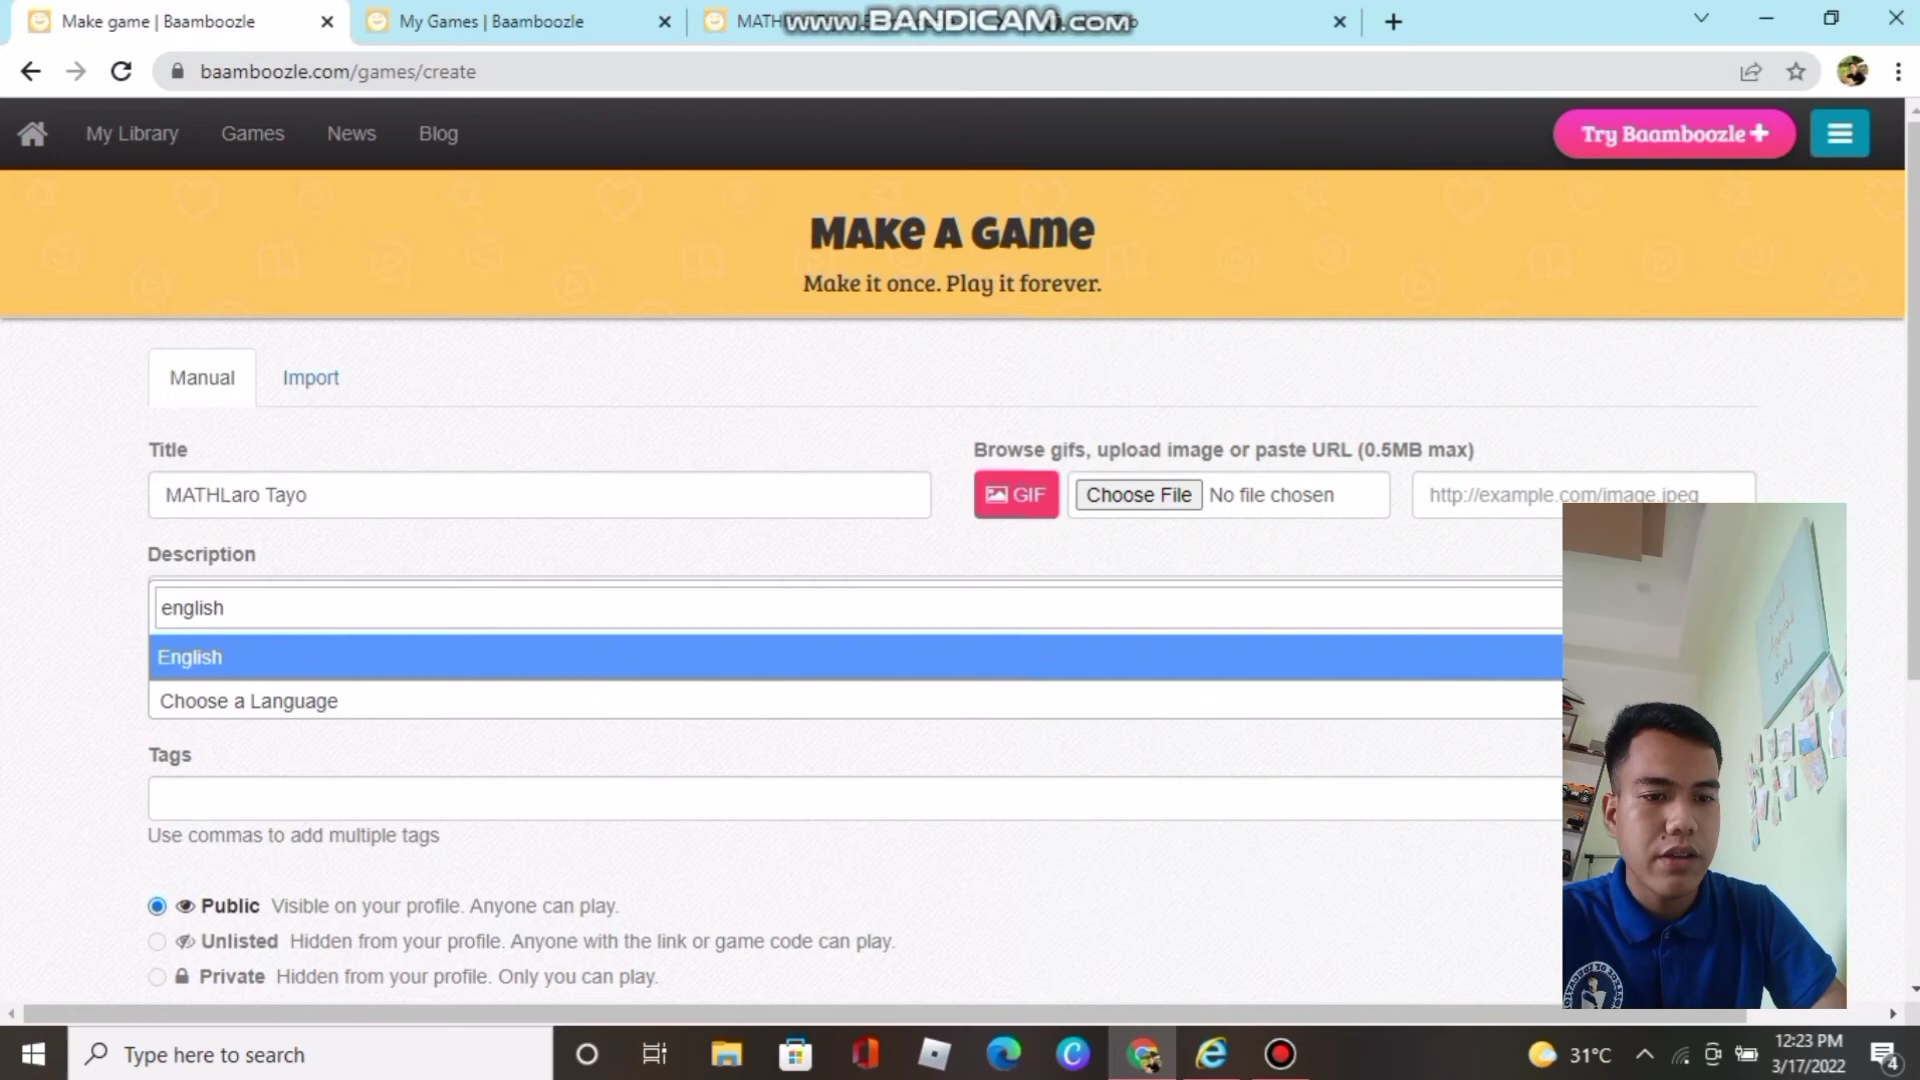 Make game | Baamboozle
My Games | Baamboozle
MATH
www.BANDICAM.com
baamboozle.com/games/create
My Library
Games
News
Blog
Try Baamboozle+
Make a Game
Make it once. Play it forever.
Manual
Import
Title
Browse gifs, upload image or paste URL (0.5MB max)
MATHLaro Tayo
GIF
Choose File
No file chosen
http://example.com/image.jpeg
Description
english
English
Choose a Language
Tags
Use commas to add multiple tags
Public Visible on your profile. Anyone can play.
Unlisted Hidden from your profile. Anyone with the link or game code can play.
Private Hidden from your profile. Only you can play.
Type here to search
31°C
12:23 PM
3/17/2022
4